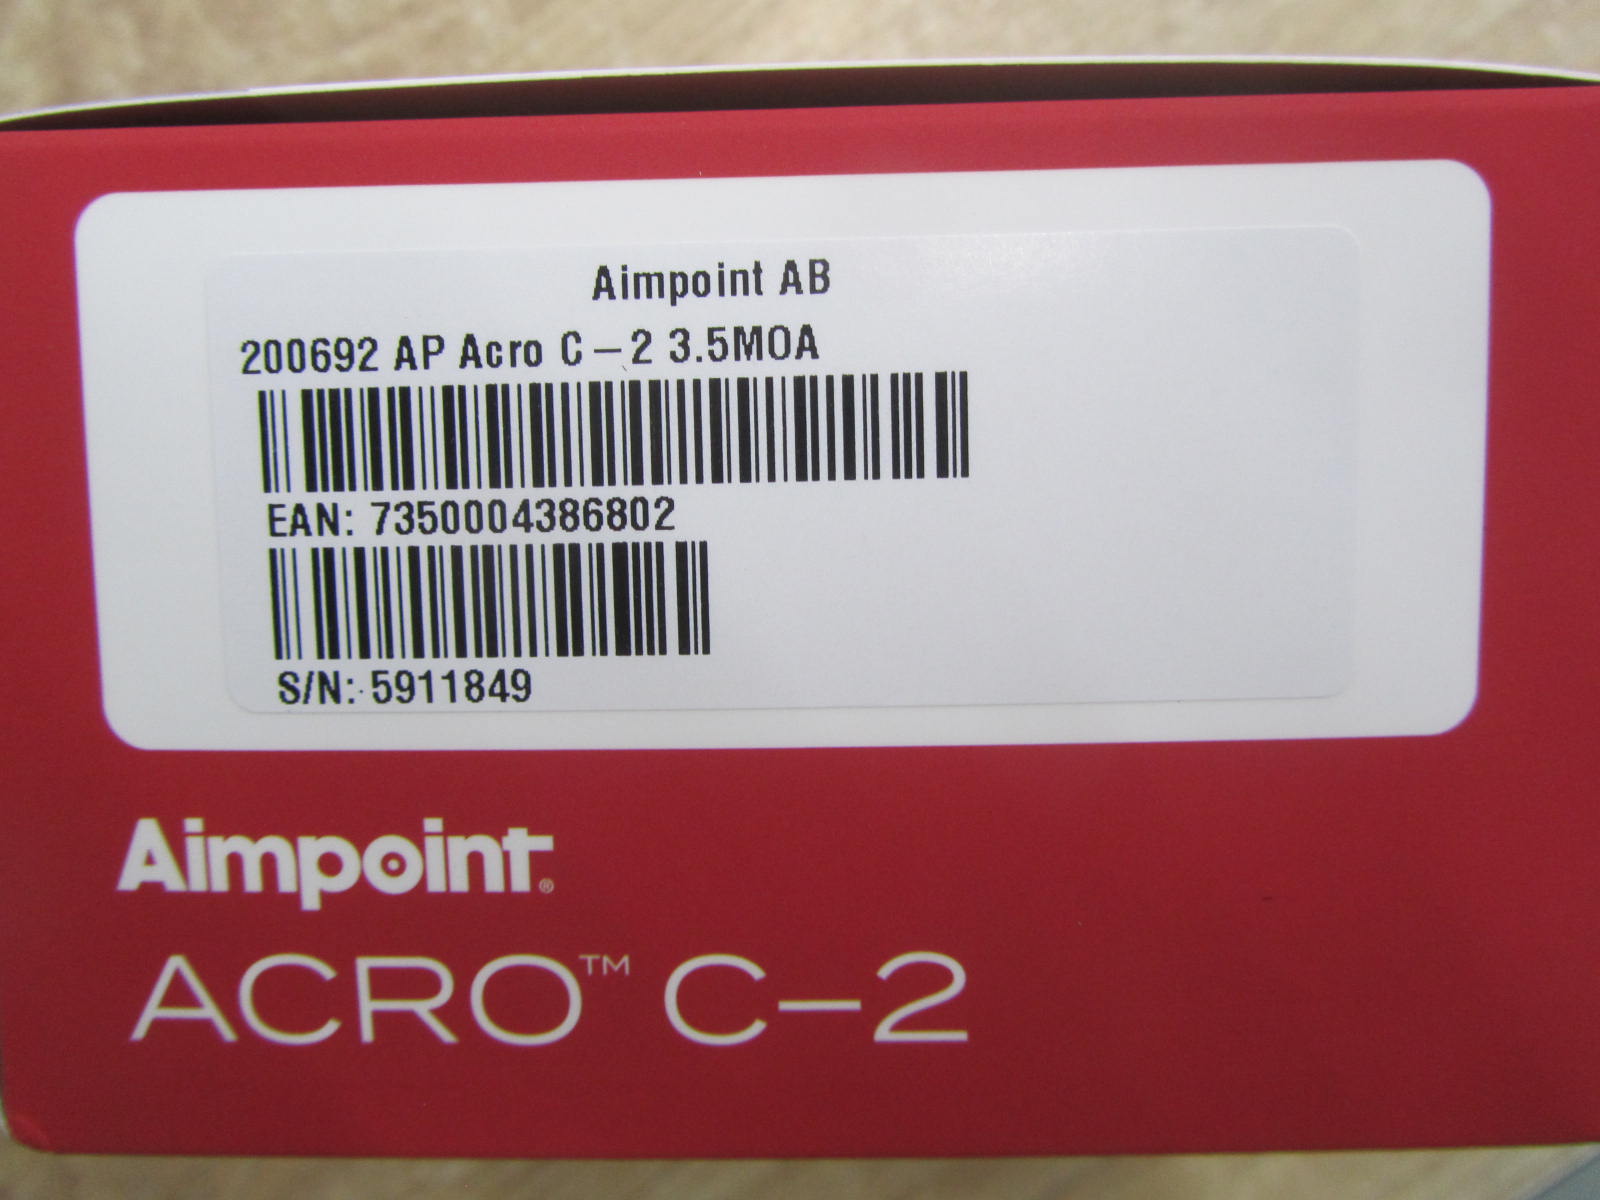 Aimpoint AB
200692 AP Acro C-2 3.5MOA
EAN: 7350004386802
S/N: 5911849
Aimpoint®
ACRO™ C-2